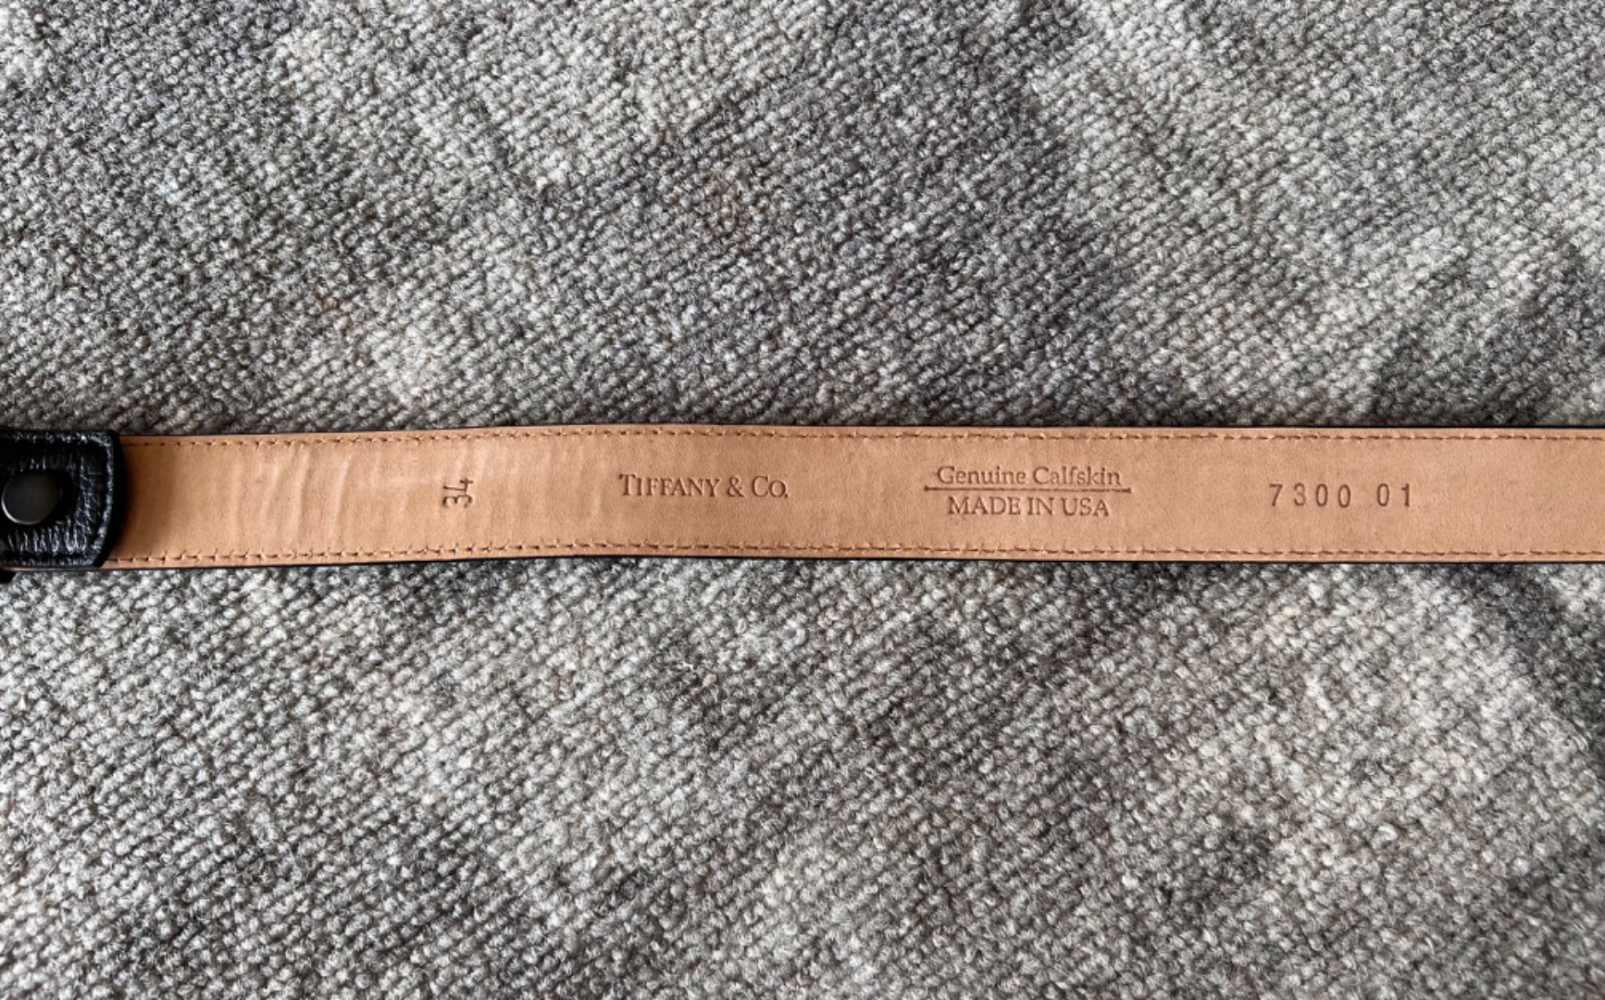 34
TIFFANY & CO.
Genuine Calfskin
MADE IN USA
7300 01